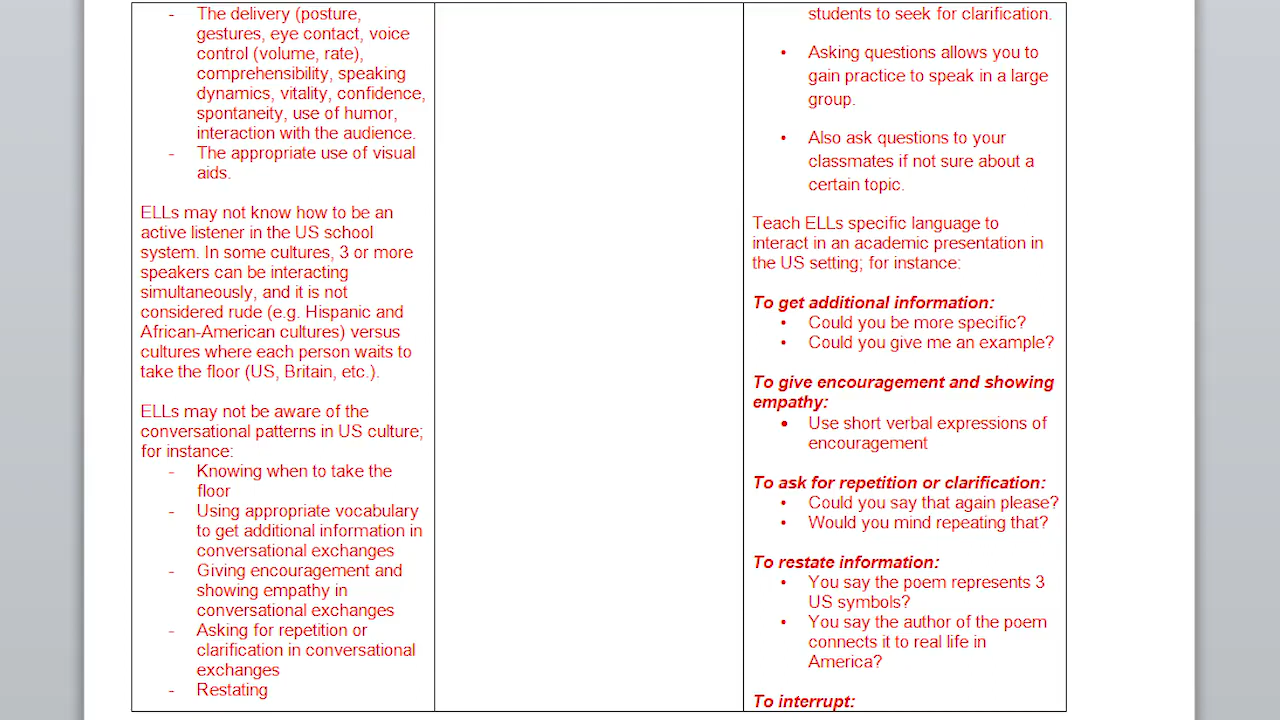 - The delivery (posture,
gestures, eye contact, voice
control (volume, rate),
comprehensibility, speaking
dynamics, vitality, confidence,
spontaneity, use of humor,
interaction with the audience.
- The appropriate use of visual
aids.
ELLs may not know how to be an
active listener in the US school
system. In some cultures, 3 or more
speakers can be interacting
simultaneously, and it is not
considered rude (e.g. Hispanic and
African-American cultures) versus
cultures where each person waits to
take the floor (US, Britain, etc.).
ELLs may not be aware of the
conversational patterns in US culture;
for instance:
- Knowing when to take the
floor
- Using appropriate vocabulary
to get additional information in
conversational exchanges
- Giving encouragement and
showing empathy in
conversational exchanges
- Asking for repetition or
clarification in conversational
exchanges
- Restating
students to seek for clarification.
• Asking questions allows you to
gain practice to speak in a large
group.
• Also ask questions to your
classmates if not sure about a
certain topic.
Teach ELLs specific language to
interact in an academic presentation in
the US setting; for instance:
To get additional information:
• Could you be more specific?
• Could you give me an example?
To give encouragement and showing
empathy:
• Use short verbal expressions of
encouragement
To ask for repetition or clarification:
• Could you say that again please?
• Would you mind repeating that?
To restate information:
• You say the poem represents 3
US symbols?
• You say the author of the poem
connects it to real life in
America?
To interrupt: